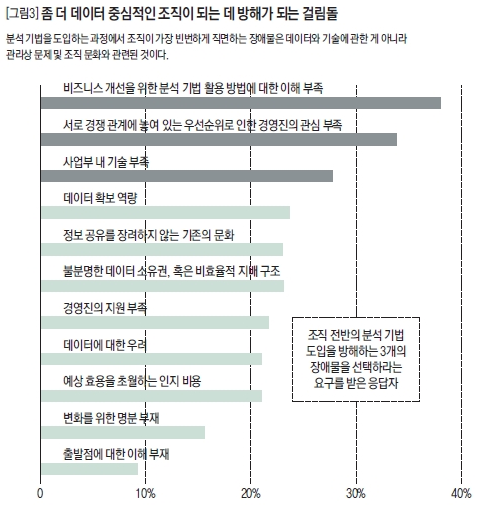 [그림3] 좀 더 데이터 중심적인 조직이 되는 데 방해가 되는 걸림돌
분석 기법을 도입하는 과정에서 조직이 가장 빈번하게 직면하는 장애물은 데이터와 기술에 관한 게 아니라
관리상 문제 및 조직 문화와 관련된 것이다.
비즈니스 개선을 위한 분석 기법 활용 방법에 대한 이해 부족
서로 경쟁 관계에 놓여 있는 우선순위로 인한 경영진의 관심 부족
사업부 내 기술 부족
데이터 확보 역량
정보 공유를 장려하지 않는 기존의 문화
불분명한 데이터 소유권, 혹은 비효율적 지배 구조
경영진의 지원 부족
데이터에 대한 우려
예상 효용을 초월하는 인지 비용
변화를 위한 명분 부재
출발점에 대한 이해 부재
조직 전반의 분석 기법
도입을 방해하는 3개의
장애물을 선택하라는
요구를 받은 응답자
0 10% 20% 30% 40%